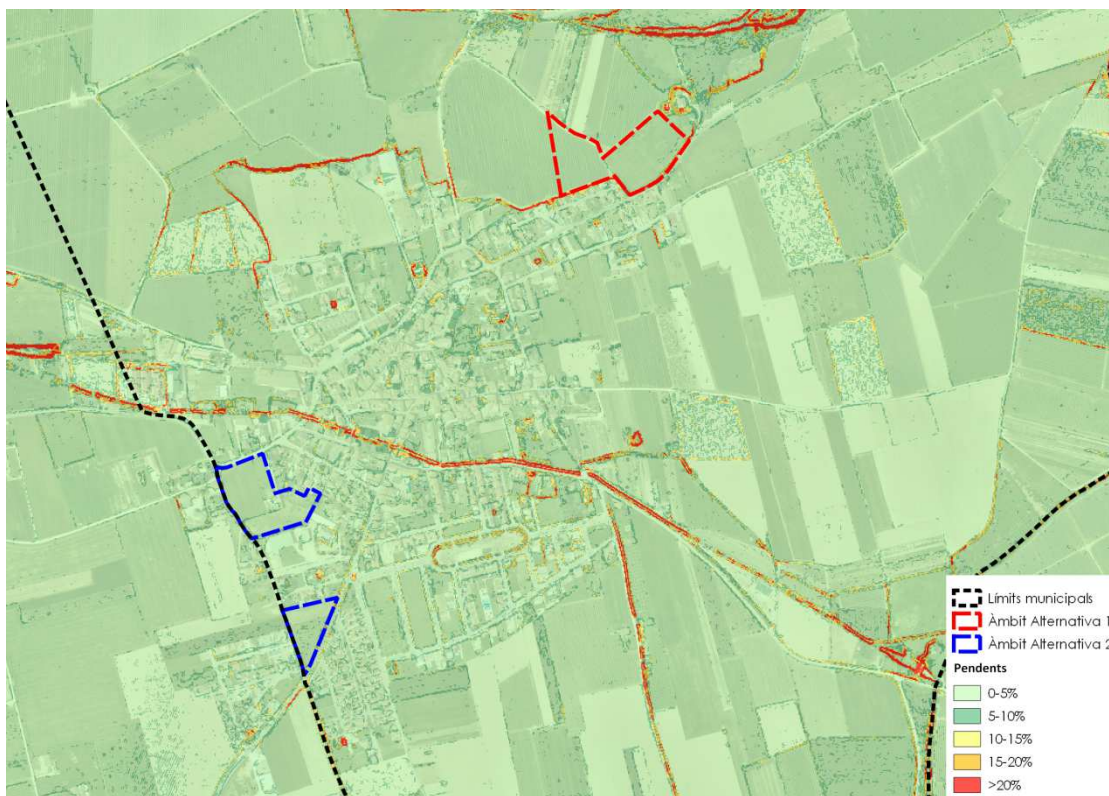 Límits municipals
Àmbit Alternativa 1
Àmbit Alternativa 2
Pendents
0-5%
5-10%
10-15%
15-20%
>20%